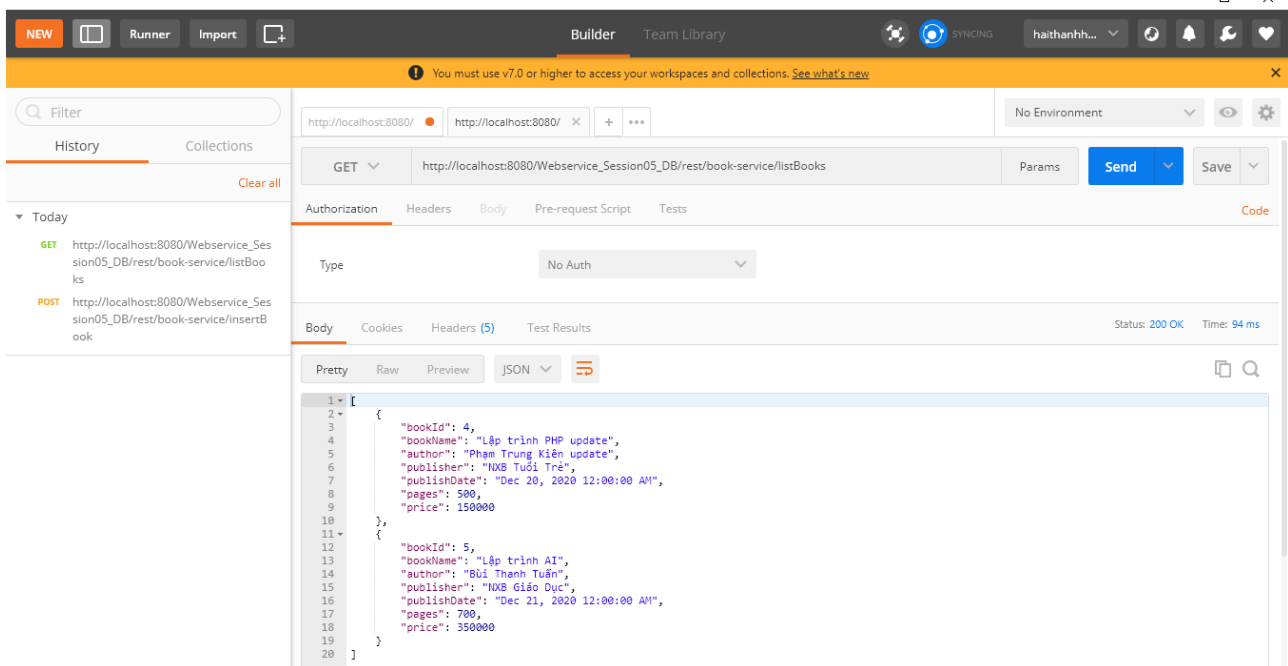 NEW Runner Import Builder Team Library SYNCING haithanhh...
You must use v7.0 or higher to access your workspaces and collections. See what's new
Filter
History Collections
Clear all
Today
GET http://localhost:8080/Webservice_Ses
sion05_DB/rest/book-service/listBoo
ks
POST http://localhost:8080/Webservice_Ses
sion05_DB/rest/book-service/insertB
ook
http://localhost:8080/ http://localhost:8080/ No Environment
GET http://localhost:8080/Webservice_Session05_DB/rest/book-service/listBooks Params Send Save
Authorization Headers Body Pre-request Script Tests Code
Type No Auth
Body Cookies Headers (5) Test Results Status: 200 OK Time: 94 ms
Pretty Raw Preview JSON
1 [
2 {
3 "bookId": 4,
4 "bookName": "Lập trình PHP update",
5 "author": "Phạm Trung Kiên update",
6 "publisher": "NXB Tuổi Trẻ",
7 "publishDate": "Dec 20, 2020 12:00:00 AM",
8 "pages": 500,
9 "price": 150000
10 },
11 {
12 "bookId": 5,
13 "bookName": "Lập trình AI",
14 "author": "Bùi Thanh Tuấn",
15 "publisher": "NXB Giáo Dục",
16 "publishDate": "Dec 21, 2020 12:00:00 AM",
17 "pages": 700,
18 "price": 350000
19 }
20 ]